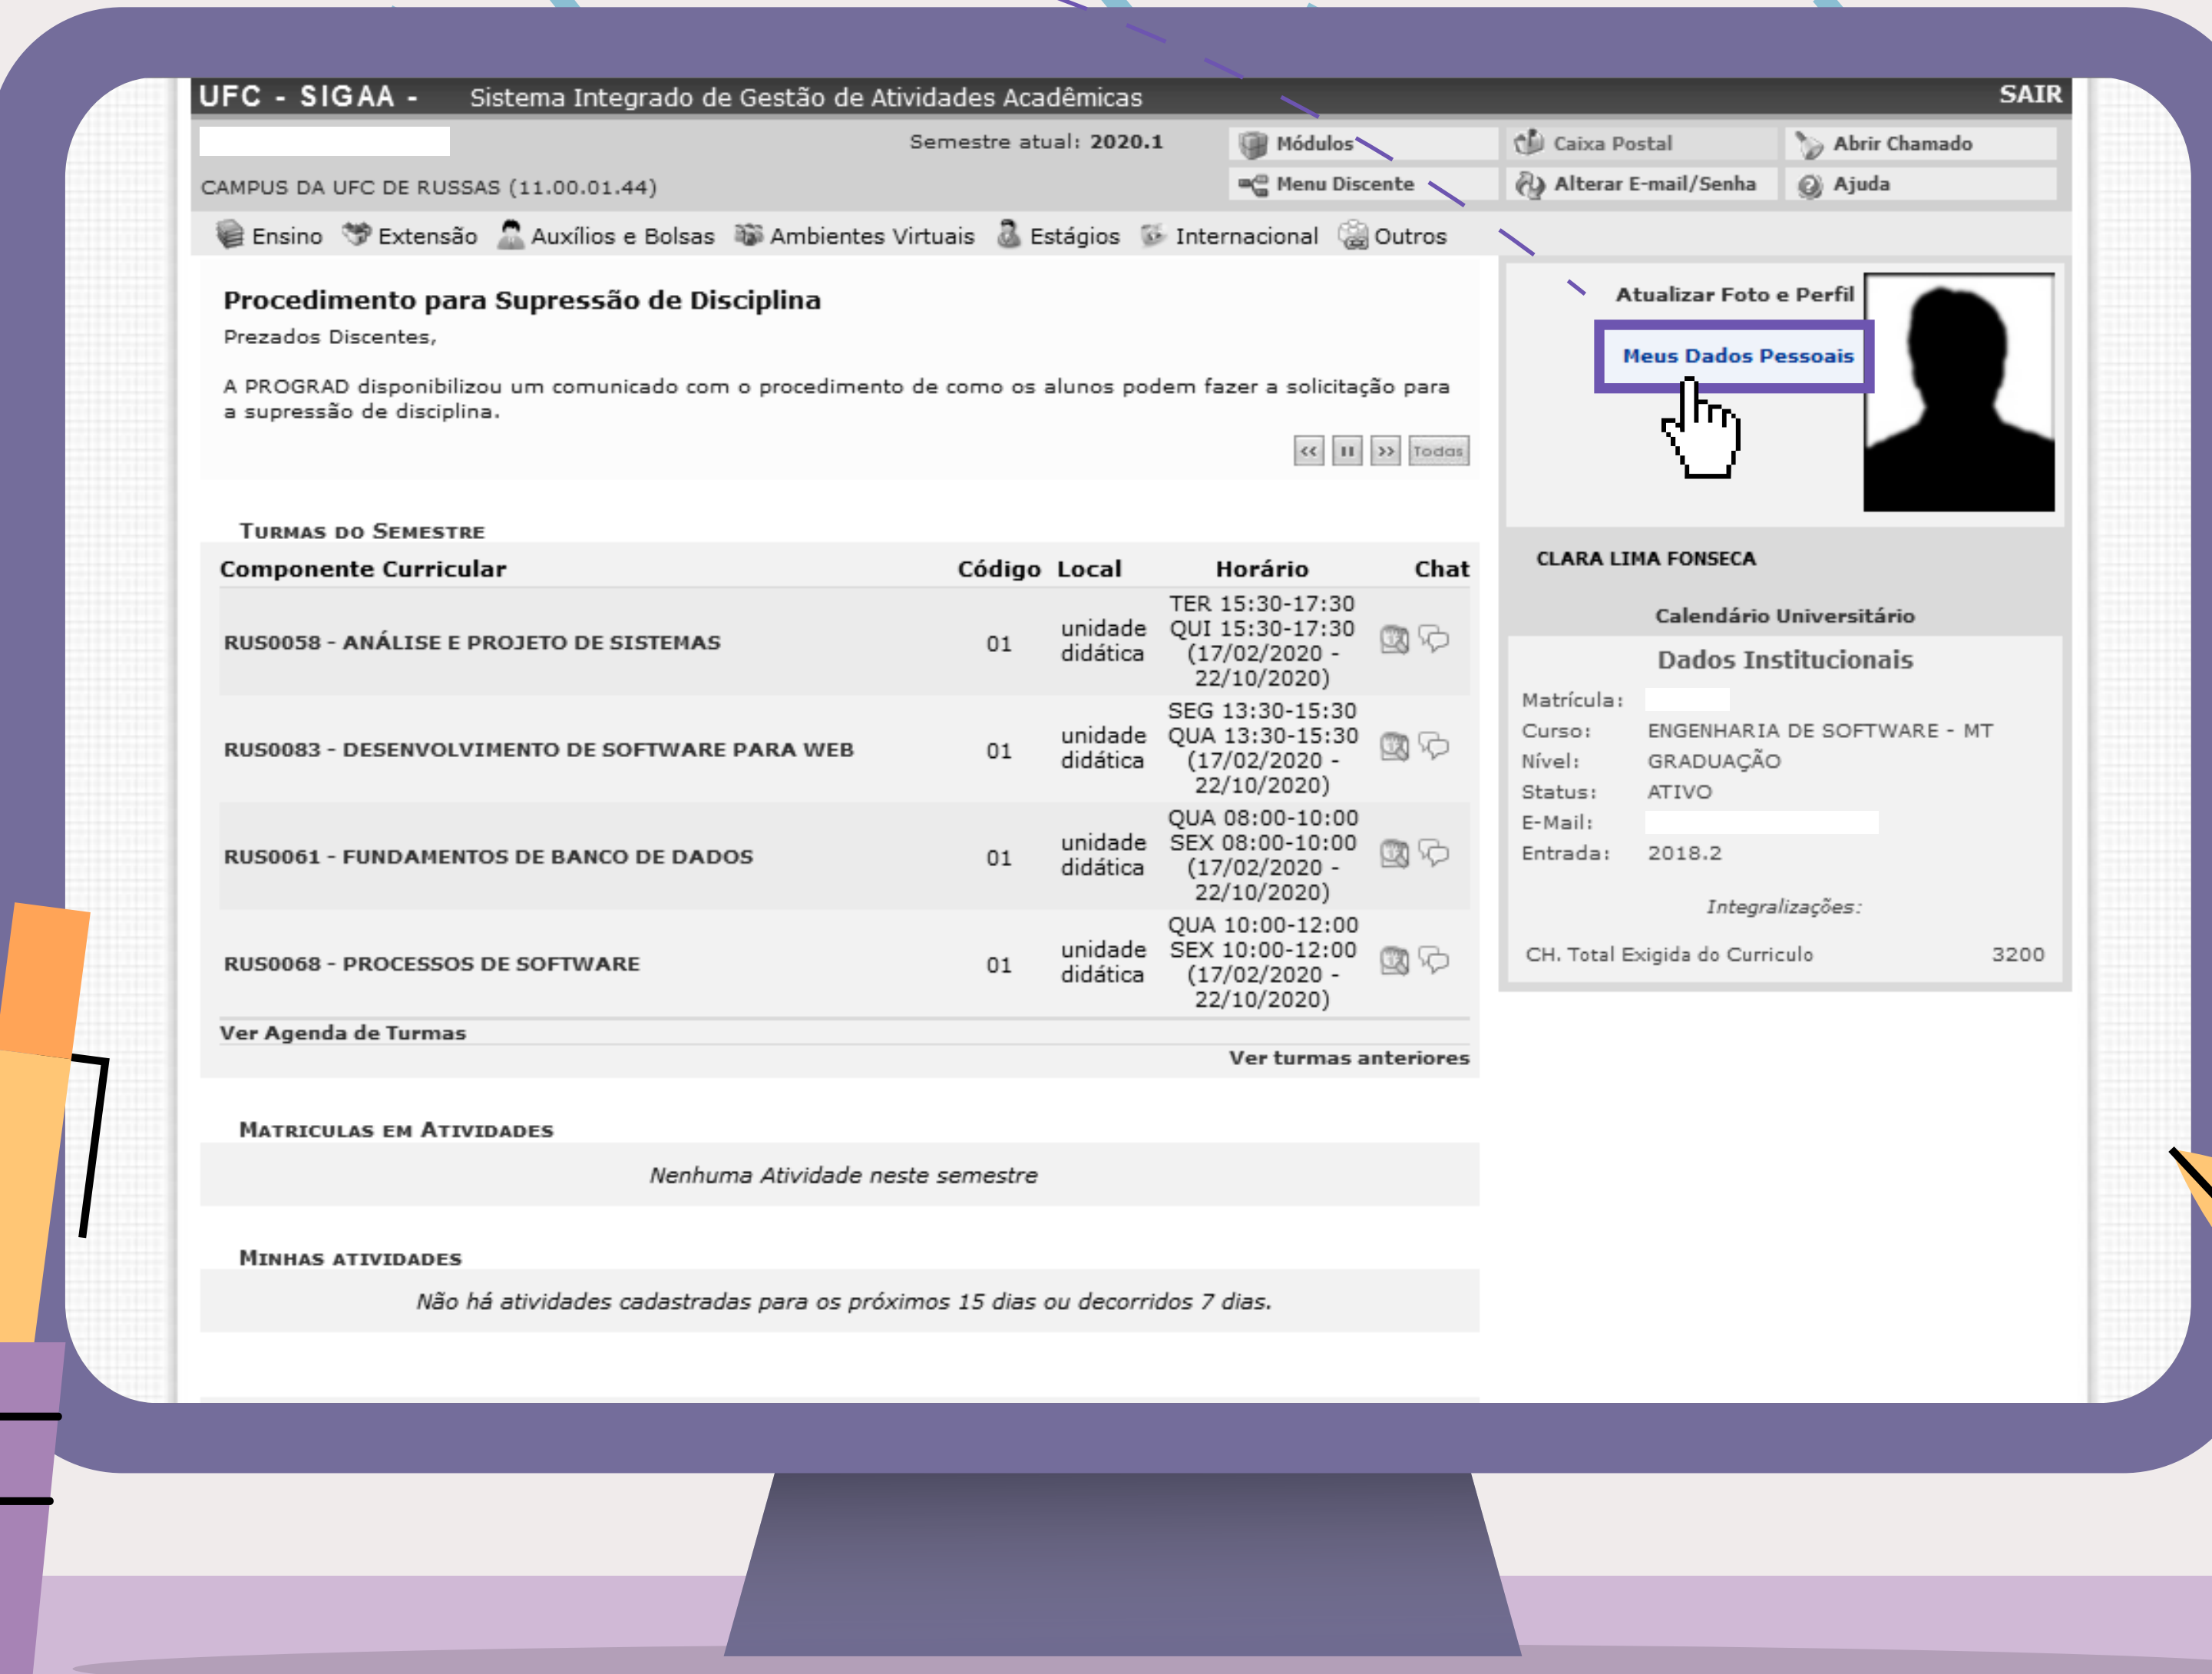 UFC - SIGAA - Sistema Integrado de Gestão de Atividades Acadêmicas SAIR
Semestre atual: 2020.1 Módulos Caixa Postal Abrir Chamado
CAMPUS DA UFC DE RUSSAS (11.00.01.44) Menu Discente Alterar E-mail/Senha Ajuda
Ensino Extensão Auxílios e Bolsas Ambientes Virtuais Estágios Internacional Outros
Procedimento para Supressão de Disciplina
Prezados Discentes,
A PROGRAD disponibilizou um comunicado com o procedimento de como os alunos podem fazer a solicitação para
a supressão de disciplina.
<< II >> Todas
TURMAS DO SEMESTRE
Componente Curricular Código Local Horário Chat
RUS0058 - ANÁLISE E PROJETO DE SISTEMAS 01 unidade didática TER 15:30-17:30
QUI 15:30-17:30
(17/02/2020 -
22/10/2020)
RUS0083 - DESENVOLVIMENTO DE SOFTWARE PARA WEB 01 unidade didática SEG 13:30-15:30
QUA 13:30-15:30
(17/02/2020 -
22/10/2020)
RUS0061 - FUNDAMENTOS DE BANCO DE DADOS 01 unidade didática QUA 08:00-10:00
SEX 08:00-10:00
(17/02/2020 -
22/10/2020)
RUS0068 - PROCESSOS DE SOFTWARE 01 unidade didática QUA 10:00-12:00
SEX 10:00-12:00
(17/02/2020 -
22/10/2020)
Ver Agenda de Turmas
Ver turmas anteriores
MATRICULAS EM ATIVIDADES
Nenhuma Atividade neste semestre
MINHAS ATIVIDADES
Não há atividades cadastradas para os próximos 15 dias ou decorridos 7 dias.
Atualizar Foto e Perfil
Meus Dados Pessoais
CLARA LIMA FONSECA
Calendário Universitário
Dados Institucionais
Matrícula:
Curso: ENGENHARIA DE SOFTWARE - MT
Nível: GRADUAÇÃO
Status: ATIVO
E-Mail:
Entrada: 2018.2
Integralizações:
CH. Total Exigida do Curriculo 3200